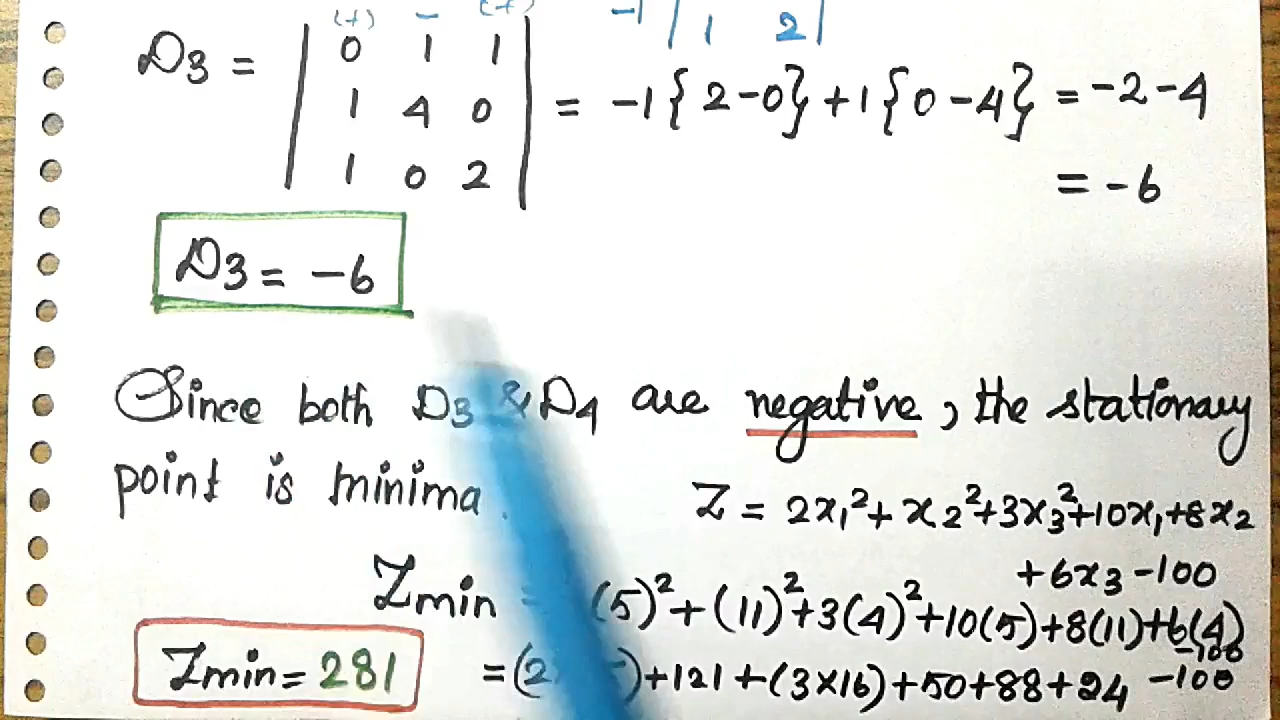 (+) - (+) -1 | 1 2 |
D3 = | 0 1 1 | = -1{2-0}+1{0-4} = -2-4
| 1 4 0 |
| 1 0 2 | = -6
D3 = -6
Since both D3 & D4 are negative, the stationary
point is minima.
Z = 2x₁²+x₂²+3x₃²+10x₁+8x₂
+6x₃-100
Zmin = (5)²+(11)²+3(4)²+10(5)+8(11)+6(4)
-100
Zmin = 281
=(2 )+121+(3×16)+50+88+24 -100